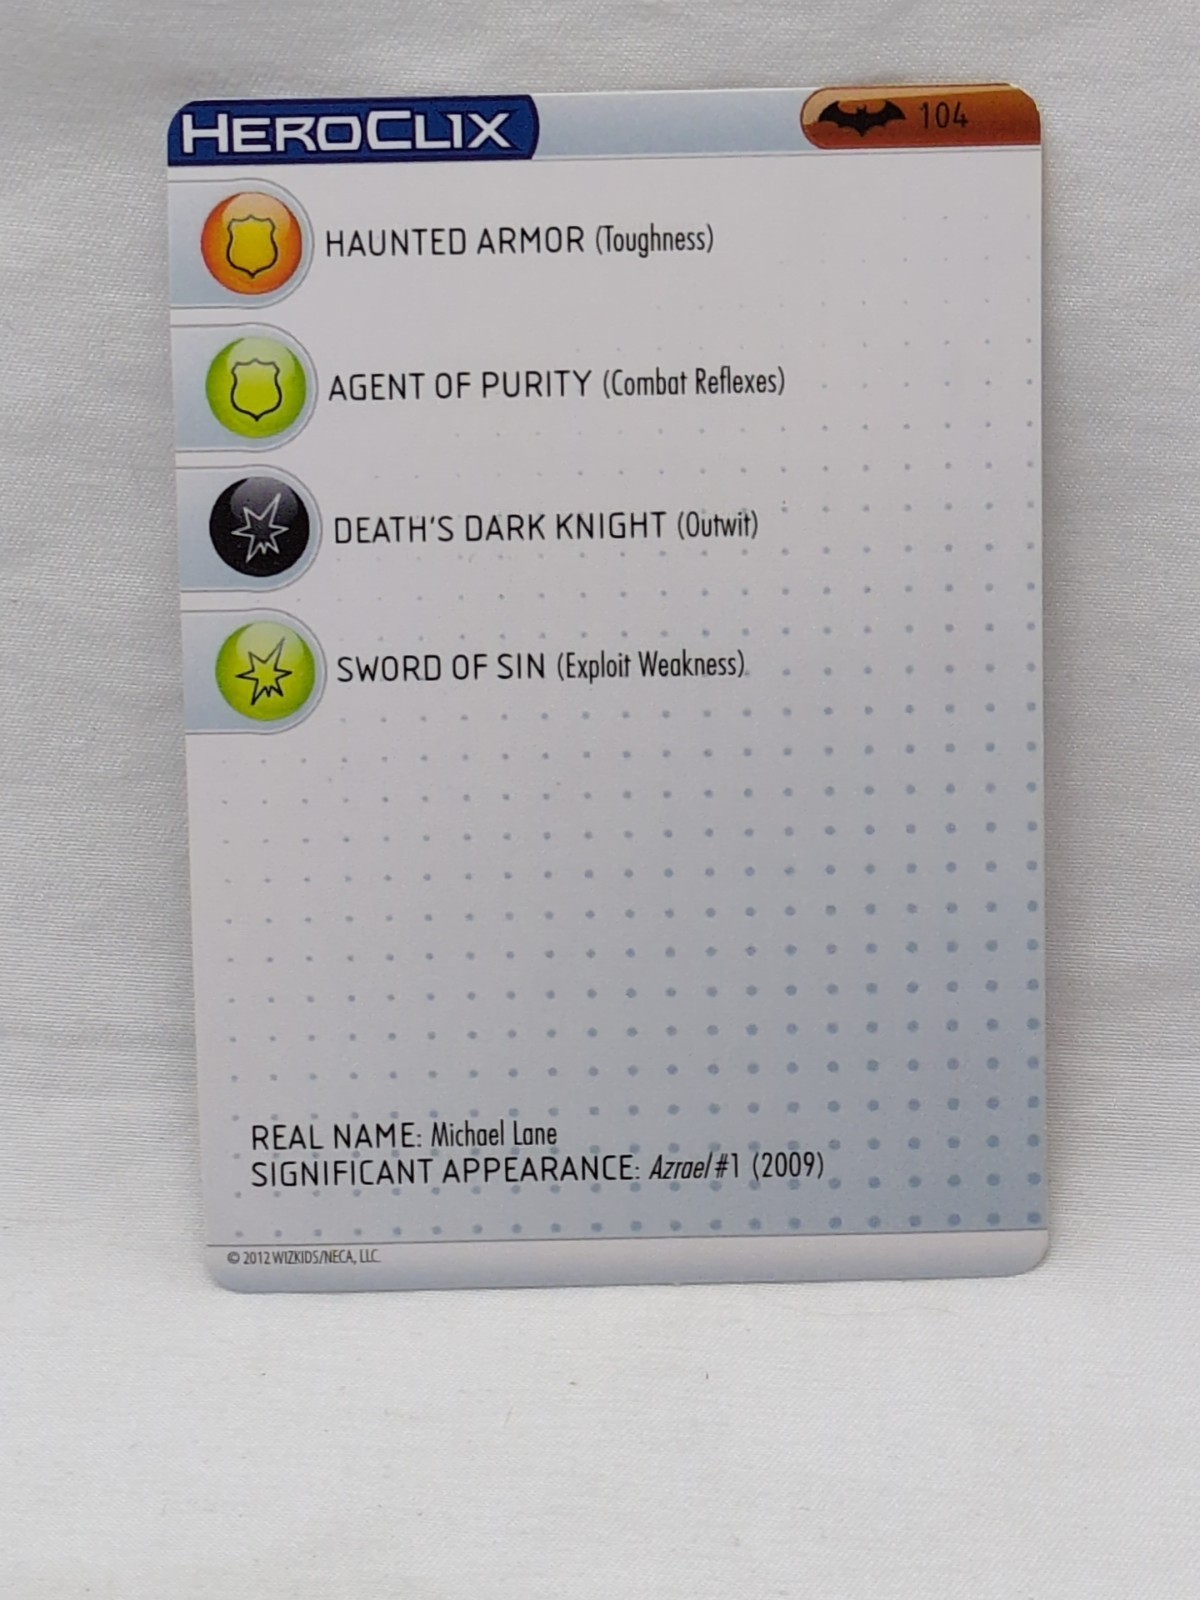 HEROCLIX
104
HAUNTED ARMOR (Toughness)
AGENT OF PURITY (Combat Reflexes)
DEATH'S DARK KNIGHT (Outwit)
SWORD OF SIN (Exploit Weakness)
REAL NAME: Michael Lane
SIGNIFICANT APPEARANCE: Azrael #1 (2009)
© 2012 WIZKIDS/NECA, LLC.